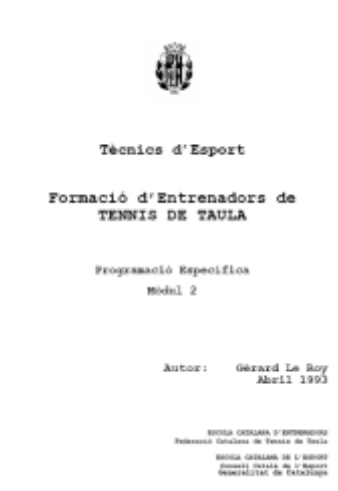 Tècnics d'Esport
Formació d'Entrenadors de
TENNIS DE TAULA
Programació Específica
Mòdul 2
Autor: Gérard Le Roy
Abril 1993
ESCOLA CATALANA D'ENTRENADORS
Federació Catalana de Tennis de Taula
ESCOLA CATALANA DE L'ESPORT
Consell Català de l'Esport
Generalitat de Catalunya